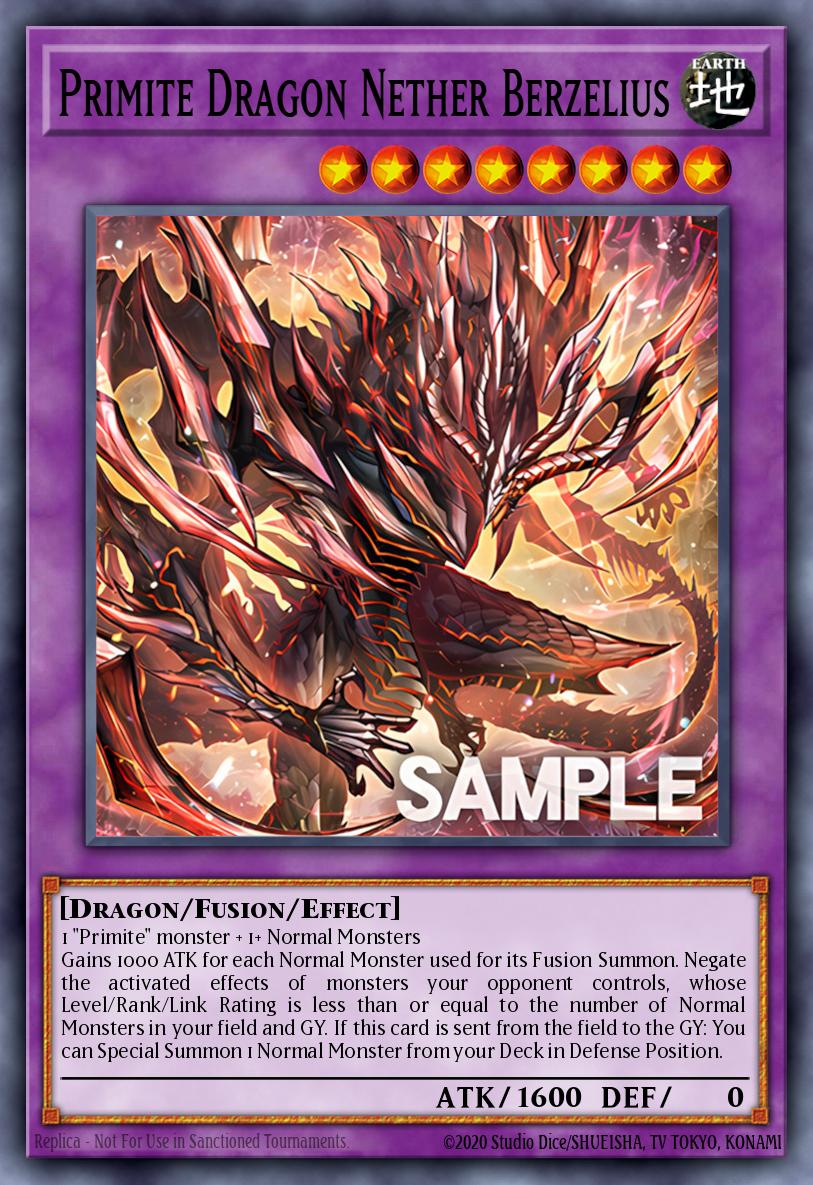 Primite Dragon Nether Berzelius
EARTH
地
SAMPLE
[Dragon/Fusion/Effect]
1 "Primite" monster + 1+ Normal Monsters
Gains 1000 ATK for each Normal Monster used for its Fusion Summon. Negate
the activated effects of monsters your opponent controls, whose
Level/Rank/Link Rating is less than or equal to the number of Normal
Monsters in your field and GY. If this card is sent from the field to the GY: You
can Special Summon 1 Normal Monster from your Deck in Defense Position.
ATK/1600 DEF/ 0
Replica - Not For Use in Sanctioned Tournaments.
©2020 Studio Dice/SHUEISHA, TV TOKYO, KONAMI